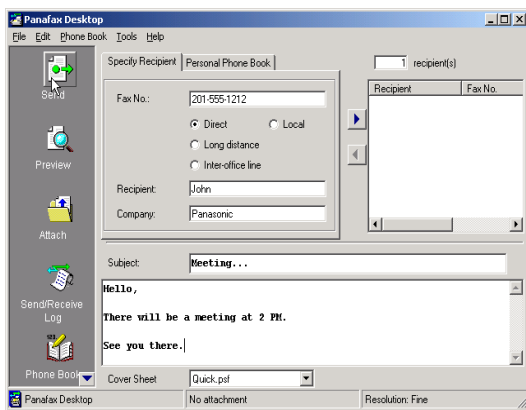 Panafax Desktop
File Edit Phone Book Tools Help
Send
Preview
Attach
Send/Receive
Log
Phone Book
Specify Recipient Personal Phone Book
Fax No.: 201-555-1212
Direct Local
Long distance
Inter-office line
Recipient: John
Company: Panasonic
1 recipient(s)
Recipient Fax No.
Subject: Meeting...
Hello,
There will be a meeting at 2 PM.
See you there.
Cover Sheet Quick.psf
Panafax Desktop No attachment Resolution: Fine